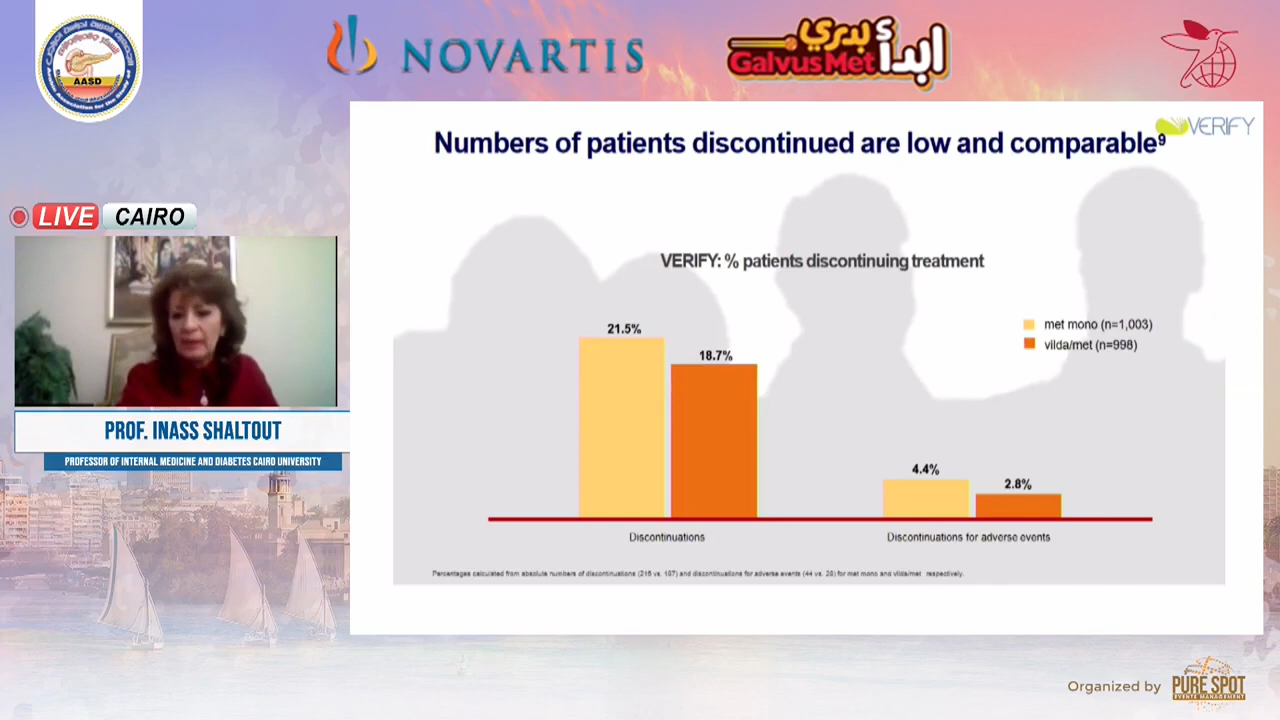 AASD
NOVARTIS
ابدأ بدري
GalvusMet
VERIFY
Numbers of patients discontinued are low and comparable⁹
LIVE
CAIRO
VERIFY: % patients discontinuing treatment
met mono (n=1,003)
vilda/met (n=998)
21.5%
18.7%
4.4%
2.8%
Discontinuations
Discontinuations for adverse events
Percentages calculated from absolute numbers of discontinuations (216 vs. 187) and discontinuations for adverse events (44 vs. 28) for met mono and vilda/met respectively.
PROF. INASS SHALTOUT
PROFESSOR OF INTERNAL MEDICINE AND DIABETES CAIRO UNIVERSITY
Organized by
PURE SPOT
EVENTS MANAGEMENT